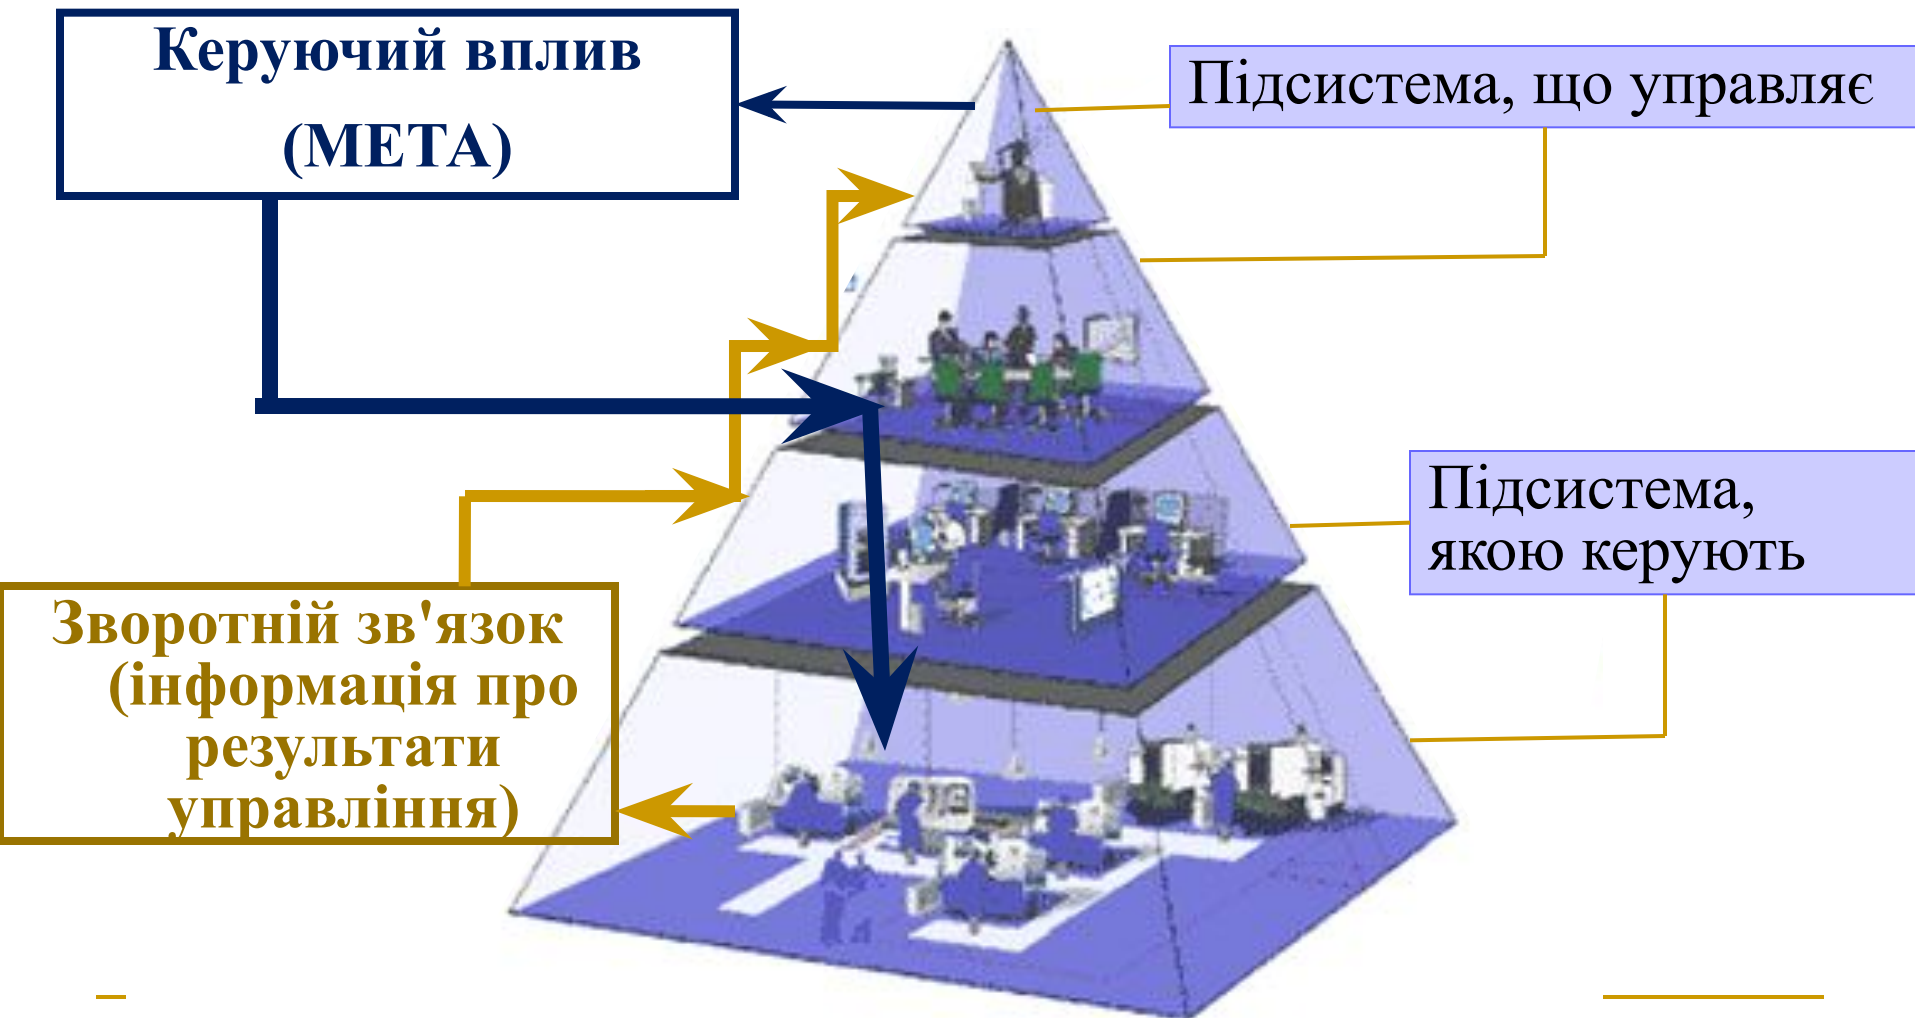 Керуючий вплив
(МЕТА)
Підсистема, що управляє
Підсистема,
якою керують
Зворотній зв'язок
(інформація про
результати
управління)